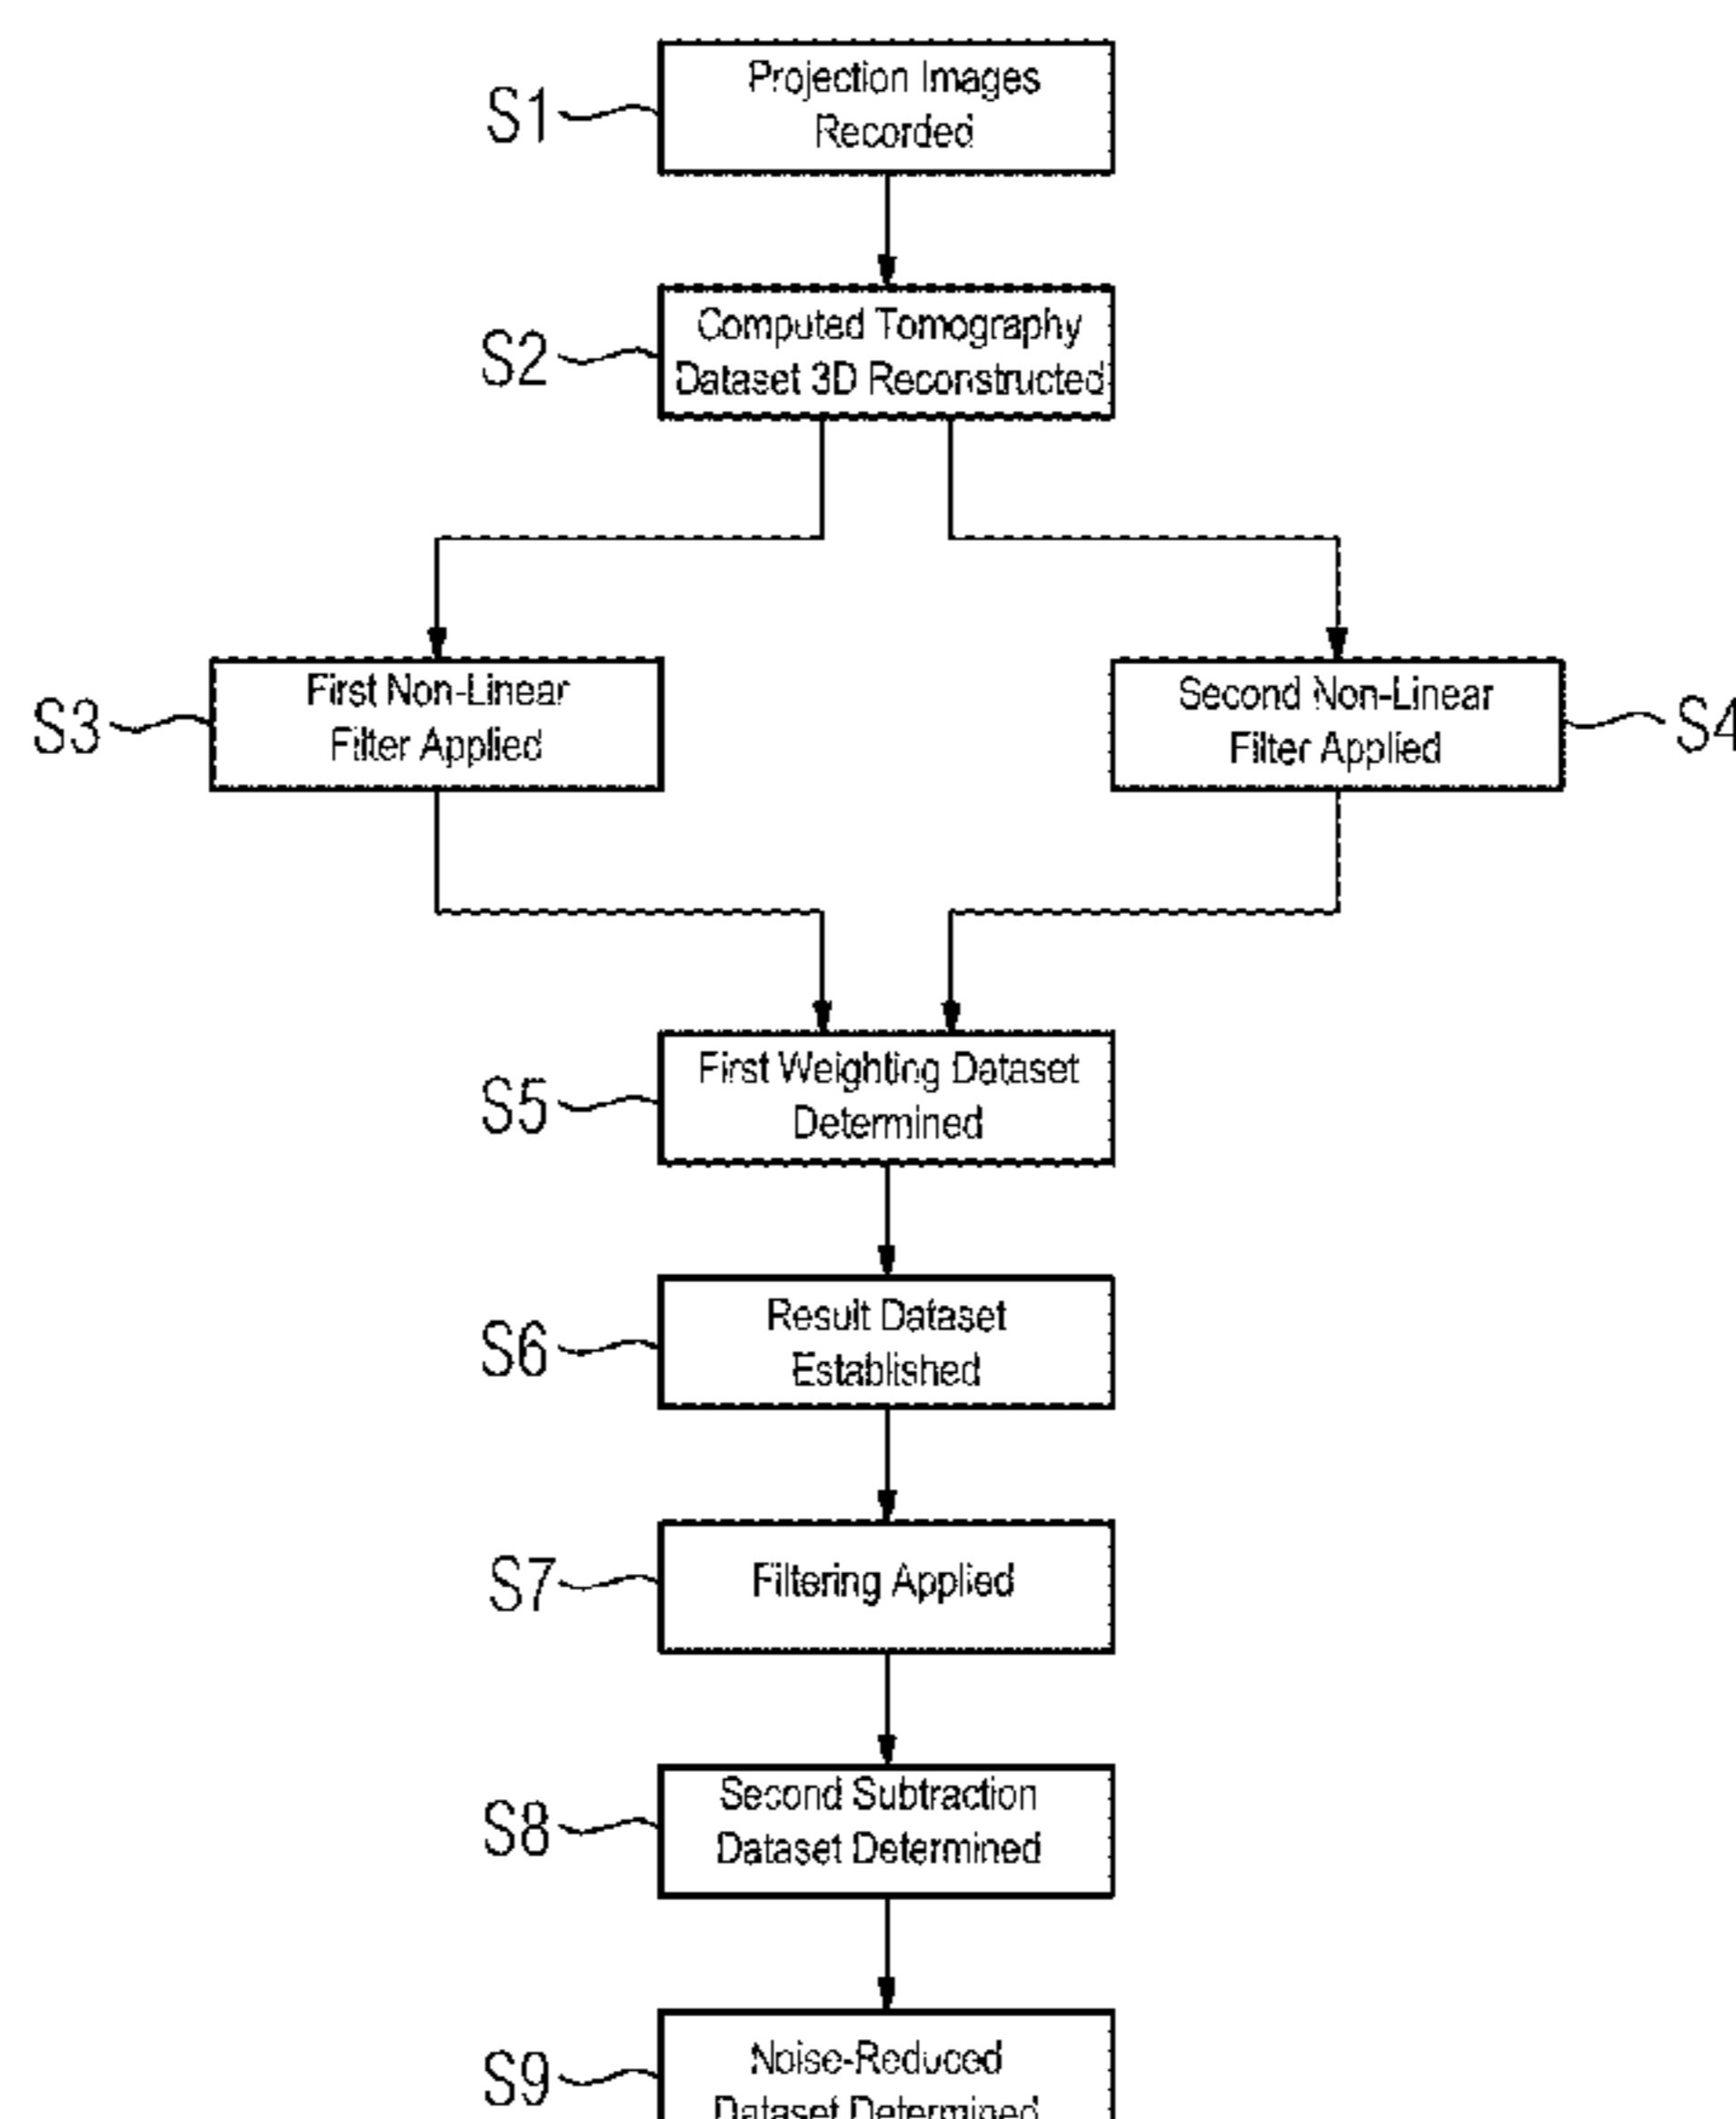 S1
Projection Images
Recorded
S2
Computed Tomography
Dataset 3D Reconstructed
S3
First Non-Linear
Filter Applied
Second Non-Linear
Filter Applied
S4
S5
First Weighting Dataset
Determined
S6
Result Dataset
Established
S7
Filtering Applied
S8
Second Subtraction
Dataset Determined
S9
Noise-Reduced
Dataset Determined